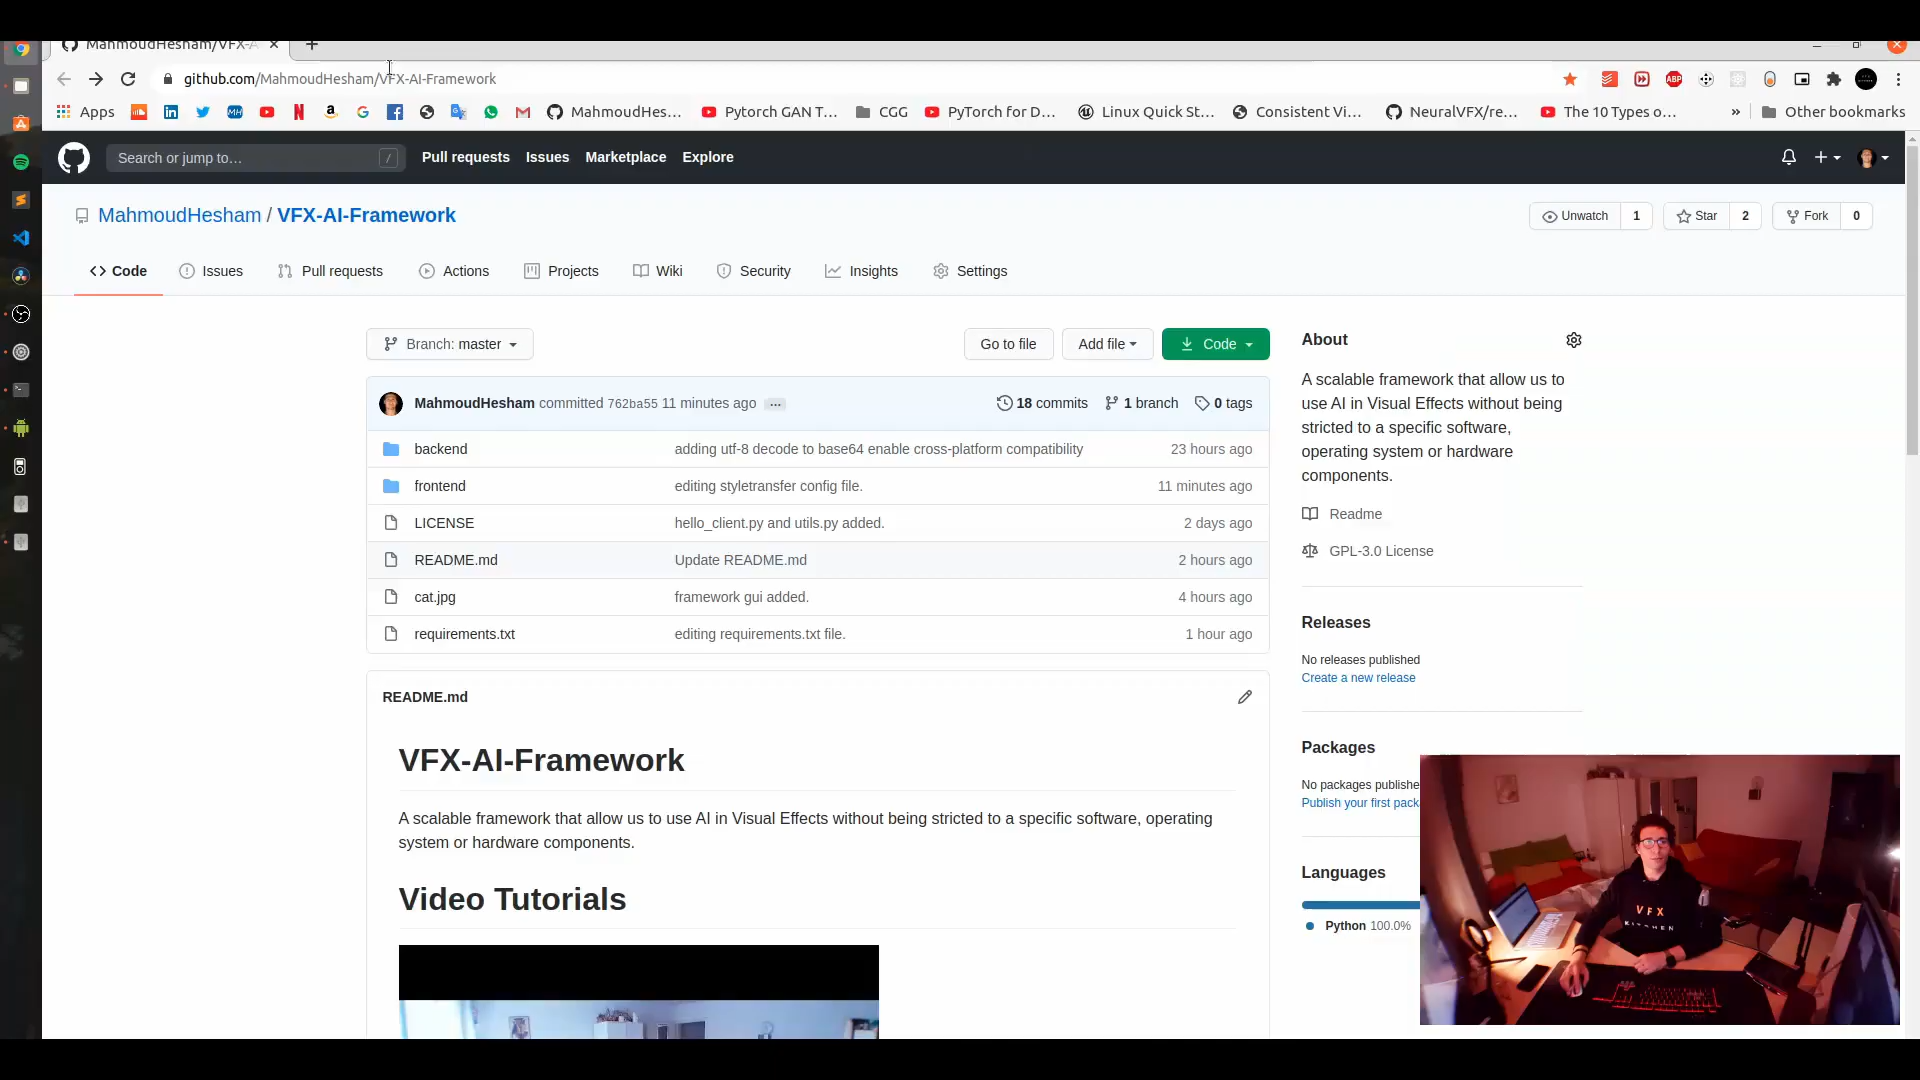 MahmoudHesham/VFX-A
github.com/MahmoudHesham/VFX-AI-Framework
ABP
Apps
MH
MahmoudHes...
Pytorch GAN T...
CGG
PyTorch for D...
Linux Quick St...
Consistent Vi...
NeuralVFX/re...
The 10 Types o...
»
Other bookmarks
Search or jump to...
/
Pull requests
Issues
Marketplace
Explore
MahmoudHesham / VFX-AI-Framework
Unwatch 1
Star 2
Fork 0
Code
Issues
Pull requests
Actions
Projects
Wiki
Security
Insights
Settings
Branch: master
Go to file
Add file
Code
MahmoudHesham committed 762ba55 11 minutes ago ...
18 commits
1 branch
0 tags
backend adding utf-8 decode to base64 enable cross-platform compatibility 23 hours ago
frontend editing styletransfer config file. 11 minutes ago
LICENSE hello_client.py and utils.py added. 2 days ago
README.md Update README.md 2 hours ago
cat.jpg framework gui added. 4 hours ago
requirements.txt editing requirements.txt file. 1 hour ago
README.md
VFX-AI-Framework
A scalable framework that allow us to use AI in Visual Effects without being stricted to a specific software, operating
system or hardware components.
Video Tutorials
About
A scalable framework that allow us to
use AI in Visual Effects without being
stricted to a specific software,
operating system or hardware
components.
Readme
GPL-3.0 License
Releases
No releases published
Create a new release
Packages
No packages publishe
Publish your first pack
Languages
Python 100.0%
VFX
KITCHEN